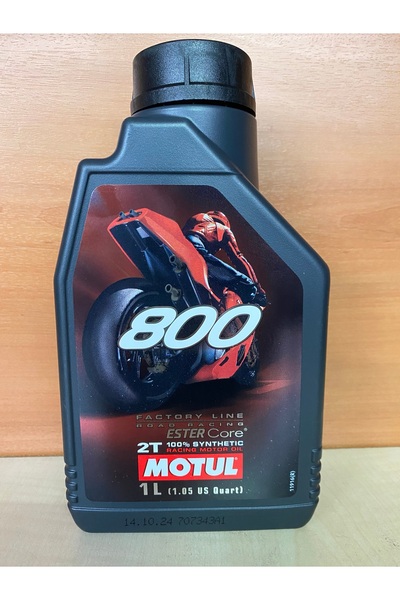 800
FACTORY LINE
ROAD RACING
ESTER Core®
2T 100% SYNTHETIC
RACING MOTOR OIL
MOTUL
1L (1.05 US Quart)
14.10.24 707343A1